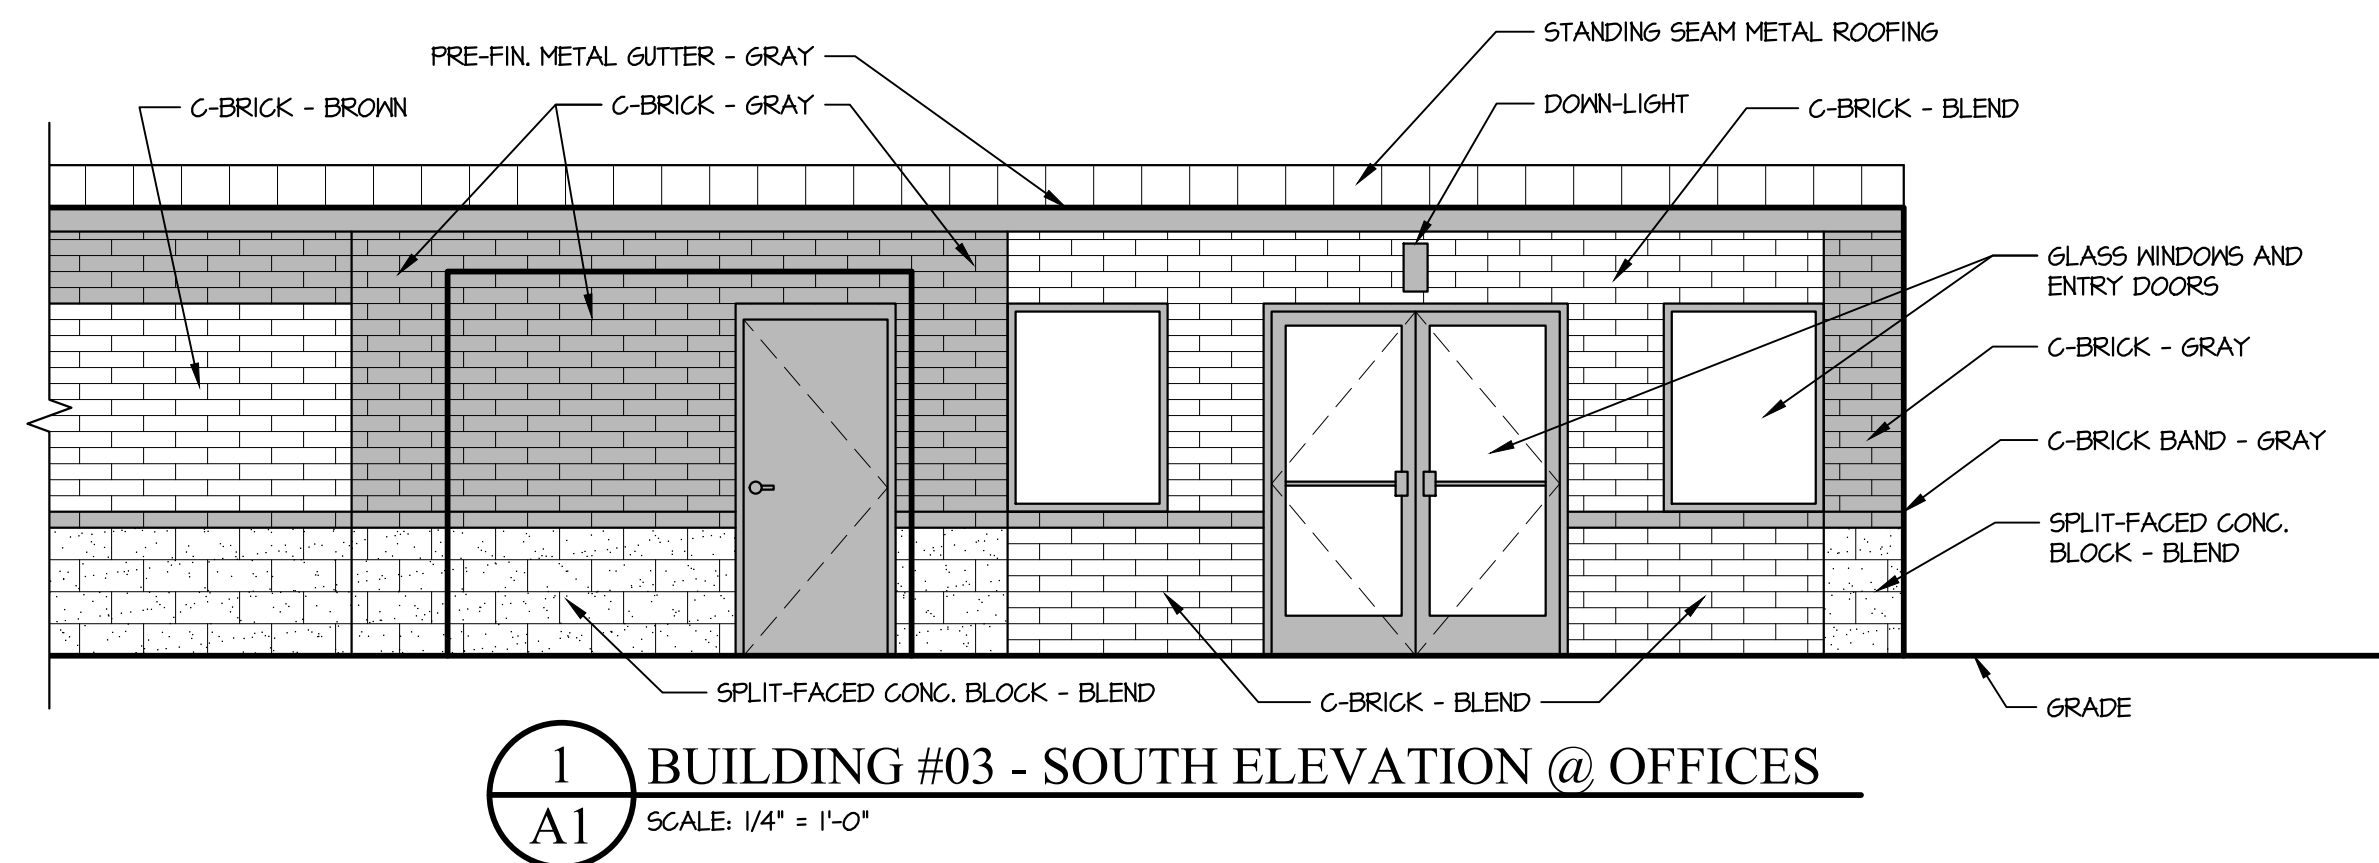 STANDING SEAM METAL ROOFING
PRE-FIN. METAL GUTTER - GRAY
C-BRICK - BROWN
C-BRICK - GRAY
DOWN-LIGHT
C-BRICK - BLEND
GLASS WINDOWS AND
ENTRY DOORS
C-BRICK - GRAY
C-BRICK BAND - GRAY
SPLIT-FACED CONC.
BLOCK - BLEND
SPLIT-FACED CONC. BLOCK - BLEND
C-BRICK - BLEND
GRADE
1
A1
BUILDING #03 - SOUTH ELEVATION @ OFFICES
SCALE: 1/4" = 1'-0"